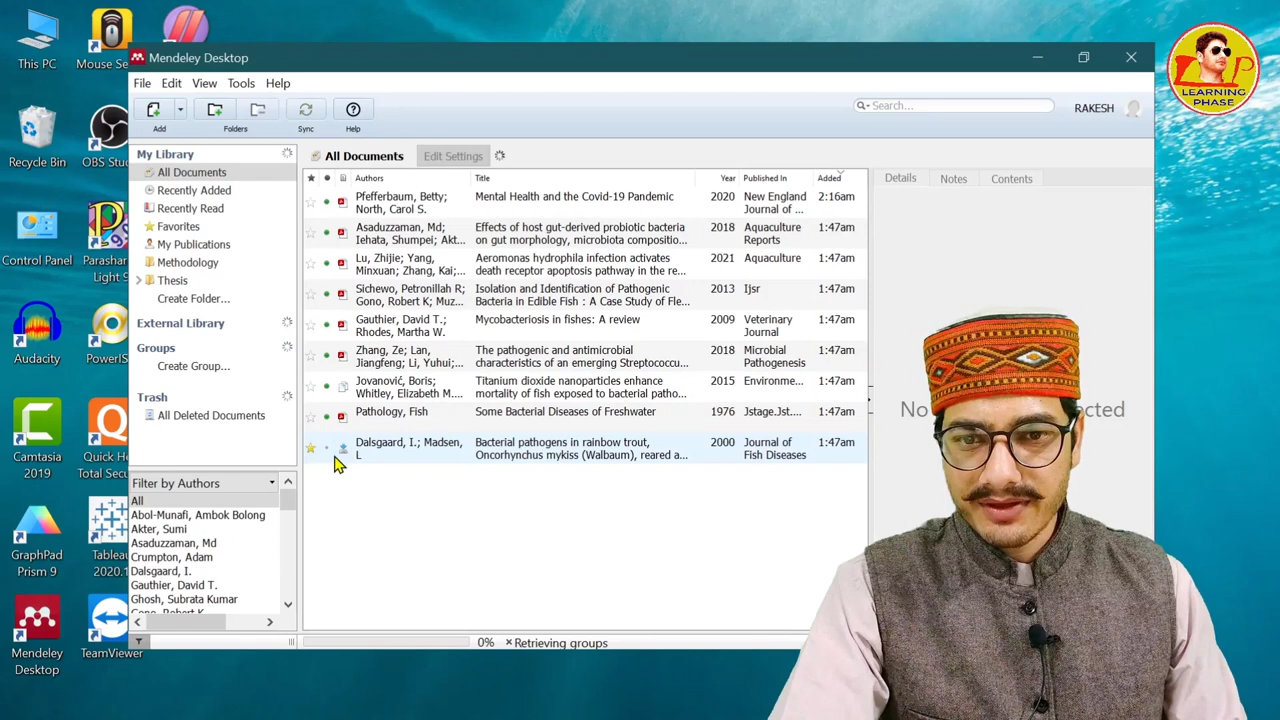 This PC
Mouse Se
Recycle Bin
OBS Stu
Control Panel
Parashar
Light 9
Audacity
PowerIS
Camtasia
2019
Quick He
Total Secu
GraphPad
Prism 9
Tablea
2020.1
Mendeley
Desktop
TeamViewer
LEARNING
PHASE
Mendeley Desktop
File Edit View Tools Help
Add Folders Sync Help
Search...
RAKESH
My Library
All Documents
Recently Added
Recently Read
Favorites
My Publications
Methodology
Thesis
Create Folder...
External Library
Groups
Create Group...
Trash
All Deleted Documents
Filter by Authors
All
Abol-Munafi, Ambok Bolong
Akter, Sumi
Asaduzzaman, Md
Crumpton, Adam
Dalsgaard, I.
Gauthier, David T.
Ghosh, Subrata Kumar
Gono, Robert K
All Documents Edit Settings
Authors Title Year Published In Added
Pfefferbaum, Betty; Mental Health and the Covid-19 Pandemic 2020 New England 2:16am
North, Carol S. Journal of ...
Asaduzzaman, Md; Effects of host gut-derived probiotic bacteria 2018 Aquaculture 1:47am
Iehata, Shumpei; Akt... on gut morphology, microbiota compositio... Reports
Lu, Zhijie; Yang, Aeromonas hydrophila infection activates 2021 Aquaculture 1:47am
Minxuan; Zhang, Kai;... death receptor apoptosis pathway in the re...
Sichewo, Petronillah R; Isolation and Identification of Pathogenic 2013 Ijsr 1:47am
Gono, Robert K; Muz... Bacteria in Edible Fish : A Case Study of Fle...
Gauthier, David T.; Mycobacteriosis in fishes: A review 2009 Veterinary 1:47am
Rhodes, Martha W. Journal
Zhang, Ze; Lan, The pathogenic and antimicrobial 2018 Microbial 1:47am
Jiangfeng; Li, Yuhui;... characteristics of an emerging Streptococcu... Pathogenesis
Jovanović, Boris; Titanium dioxide nanoparticles enhance 2015 Environme... 1:47am
Whitley, Elizabeth M.... mortality of fish exposed to bacterial patho...
Pathology, Fish Some Bacterial Diseases of Freshwater 1976 Jstage.Jst.... 1:47am
Dalsgaard, I.; Madsen, Bacterial pathogens in rainbow trout, 2000 Journal of 1:47am
L Oncorhynchus mykiss (Walbaum), reared a... Fish Diseases
Details Notes Contents
No
ected
0% Retrieving groups